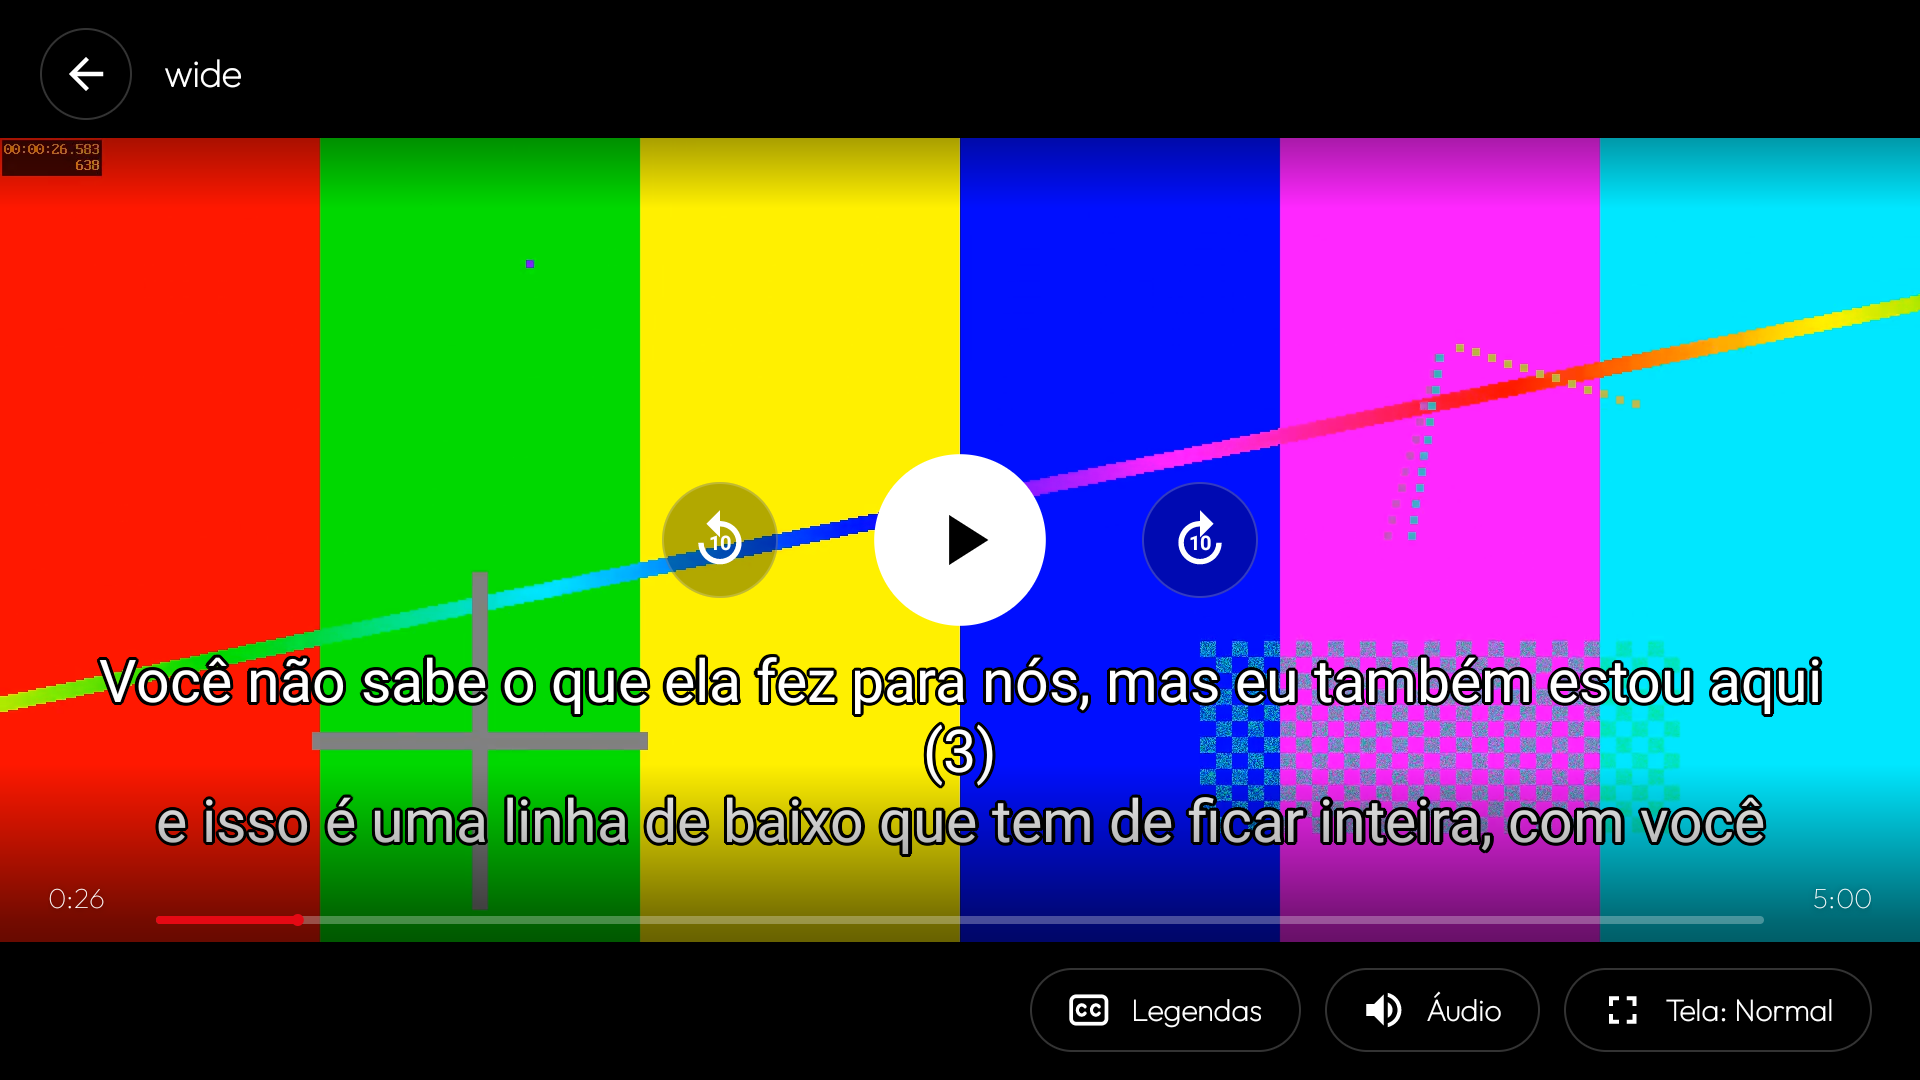 wide
00:00:26.583
638
10
10
Você não sabe o que ela fez para nós, mas eu também estou aqui
(3)
e isso é uma linha de baixo que tem de ficar inteira, com você
0:26
5:00
CC Legendas
Áudio
Tela: Normal